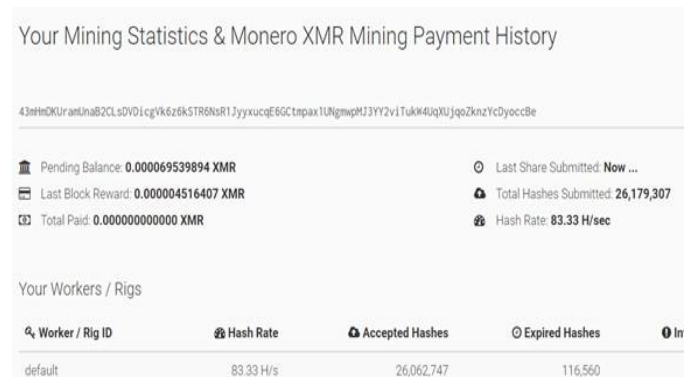 Your Mining Statistics & Monero XMR Mining Payment History
43mHmDKUramUnaB2CLsDVDicgVk6z6kSTR6NsR1JyyxucqE6GCtmpax1UNgmwpMJ3YY2viTukW4UqXUjqoZknzYcDyoccBe
Pending Balance: 0.000069539894 XMR
Last Share Submitted: Now ...
Last Block Reward: 0.000004516407 XMR
Total Hashes Submitted: 26,179,307
Total Paid: 0.000000000000 XMR
Hash Rate: 83.33 H/sec
Your Workers / Rigs
Worker / Rig ID Hash Rate Accepted Hashes Expired Hashes In
default 83.33 H/s 26,062,747 116,560